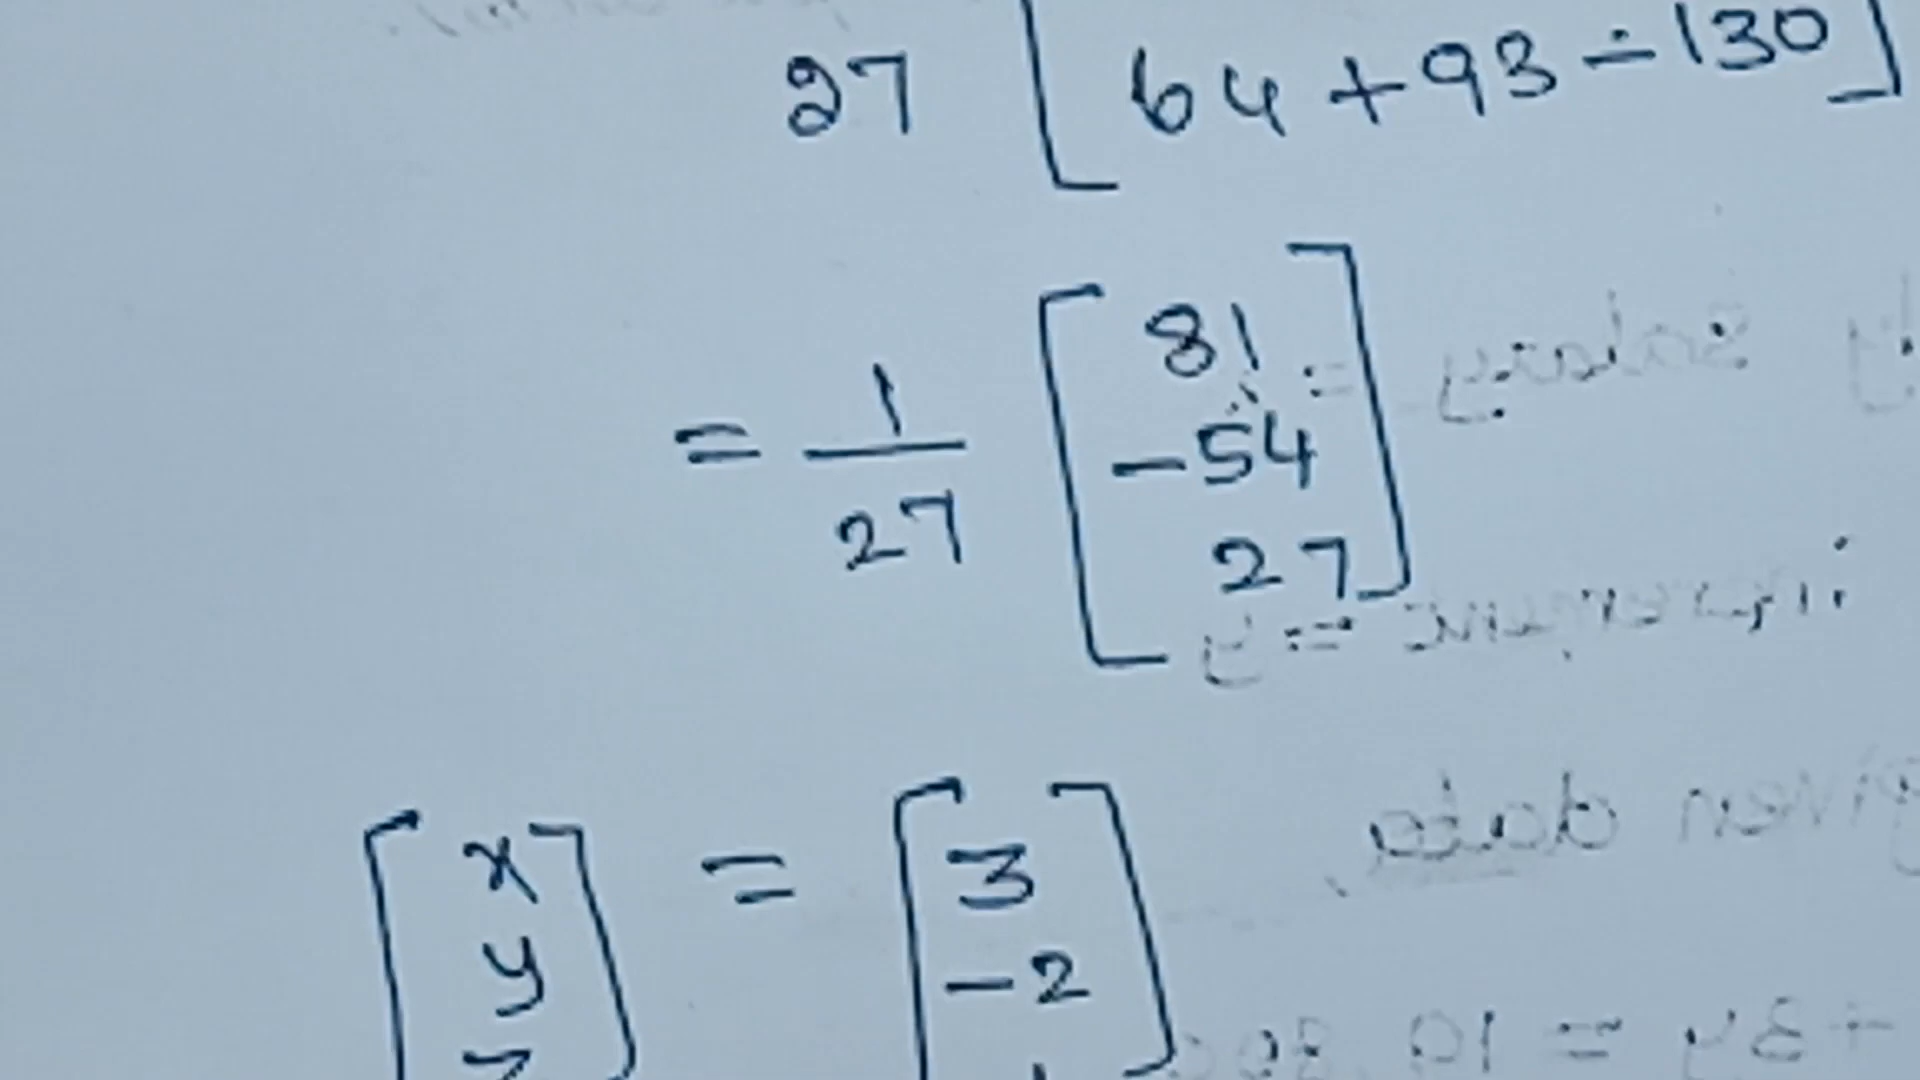 27 [ 64 + 93 - 130 ]
= 1/27 [ 81
-54
27 ]
[ x
y
z ] = [ 3
-2